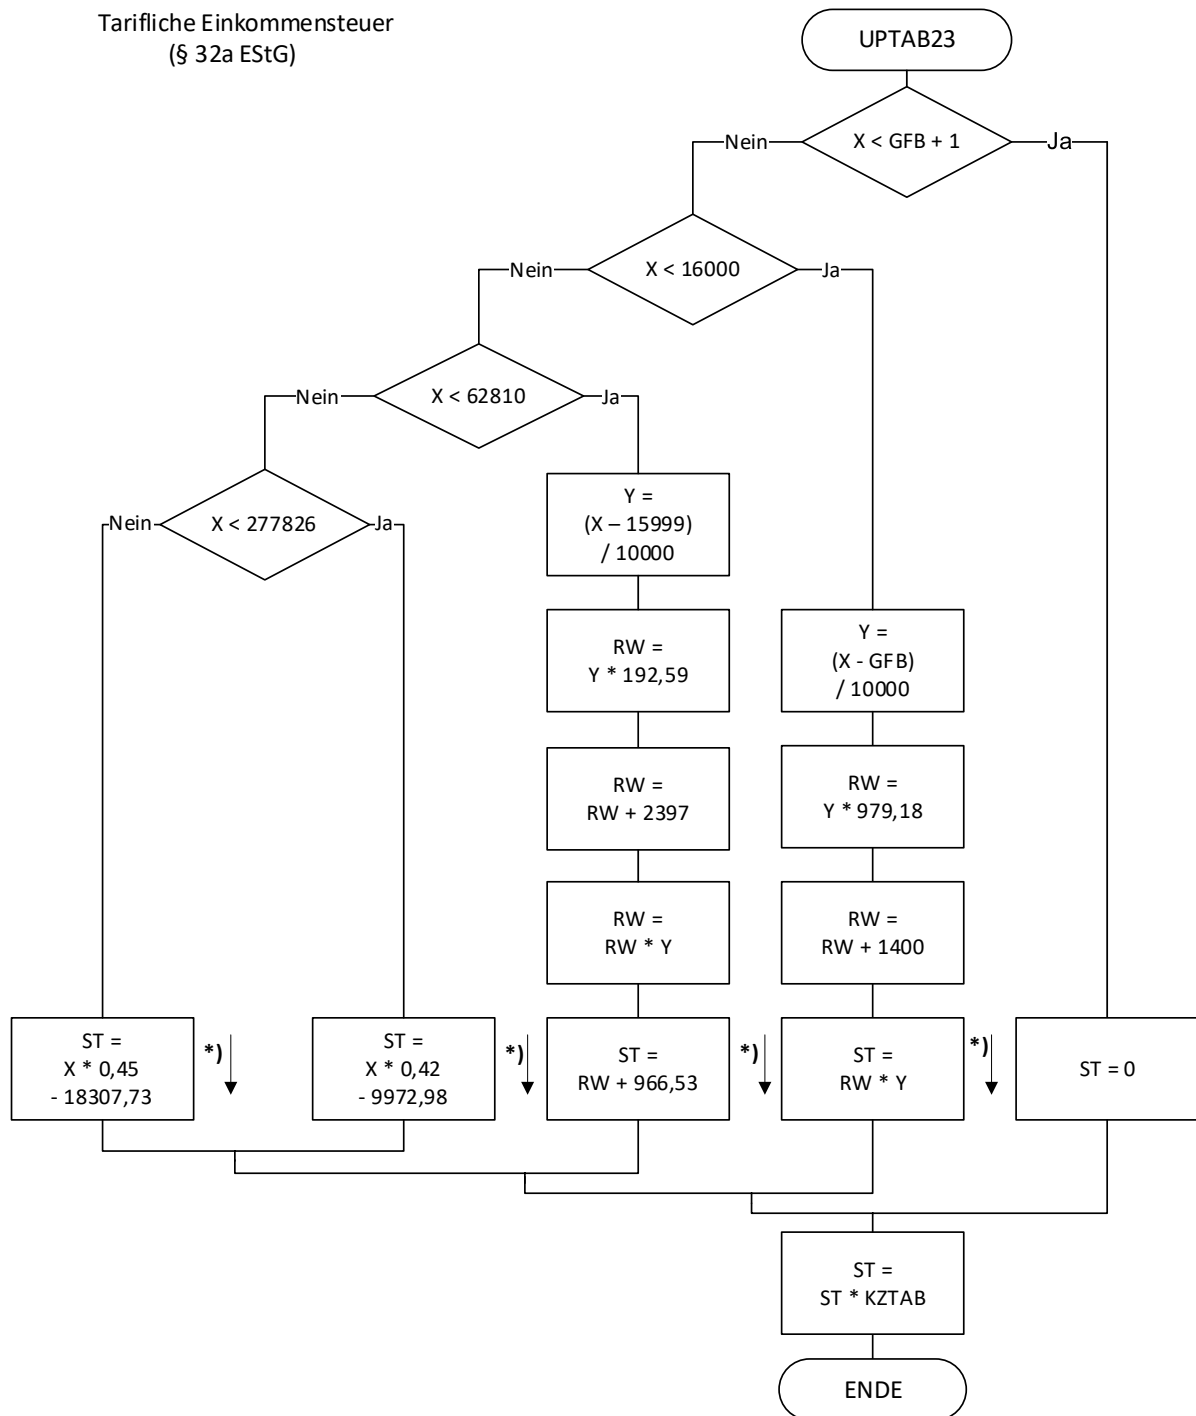 Tarifliche Einkommensteuer
(§ 32a EStG)
UPTAB23
X < GFB + 1
Nein
Ja
X < 16000
Nein
Ja
X < 62810
Nein
Ja
X < 277826
Nein
Ja
Y =
(X – 15999)
/ 10000
RW =
Y * 192,59
RW =
RW + 2397
RW =
RW * Y
Y =
(X - GFB)
/ 10000
RW =
Y * 979,18
RW =
RW + 1400
ST =
X * 0,45
- 18307,73
*)
ST =
X * 0,42
- 9972,98
*)
ST =
RW + 966,53
*)
ST =
RW * Y
*)
ST = 0
ST =
ST * KZTAB
ENDE